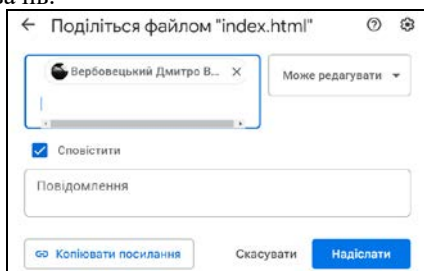 ← Поділіться файлом "index.html"
Вербовецький Дмитро В... ×
Може редагувати
Сповістити
Повідомлення
Копіювати посилання
Скасувати
Надіслати